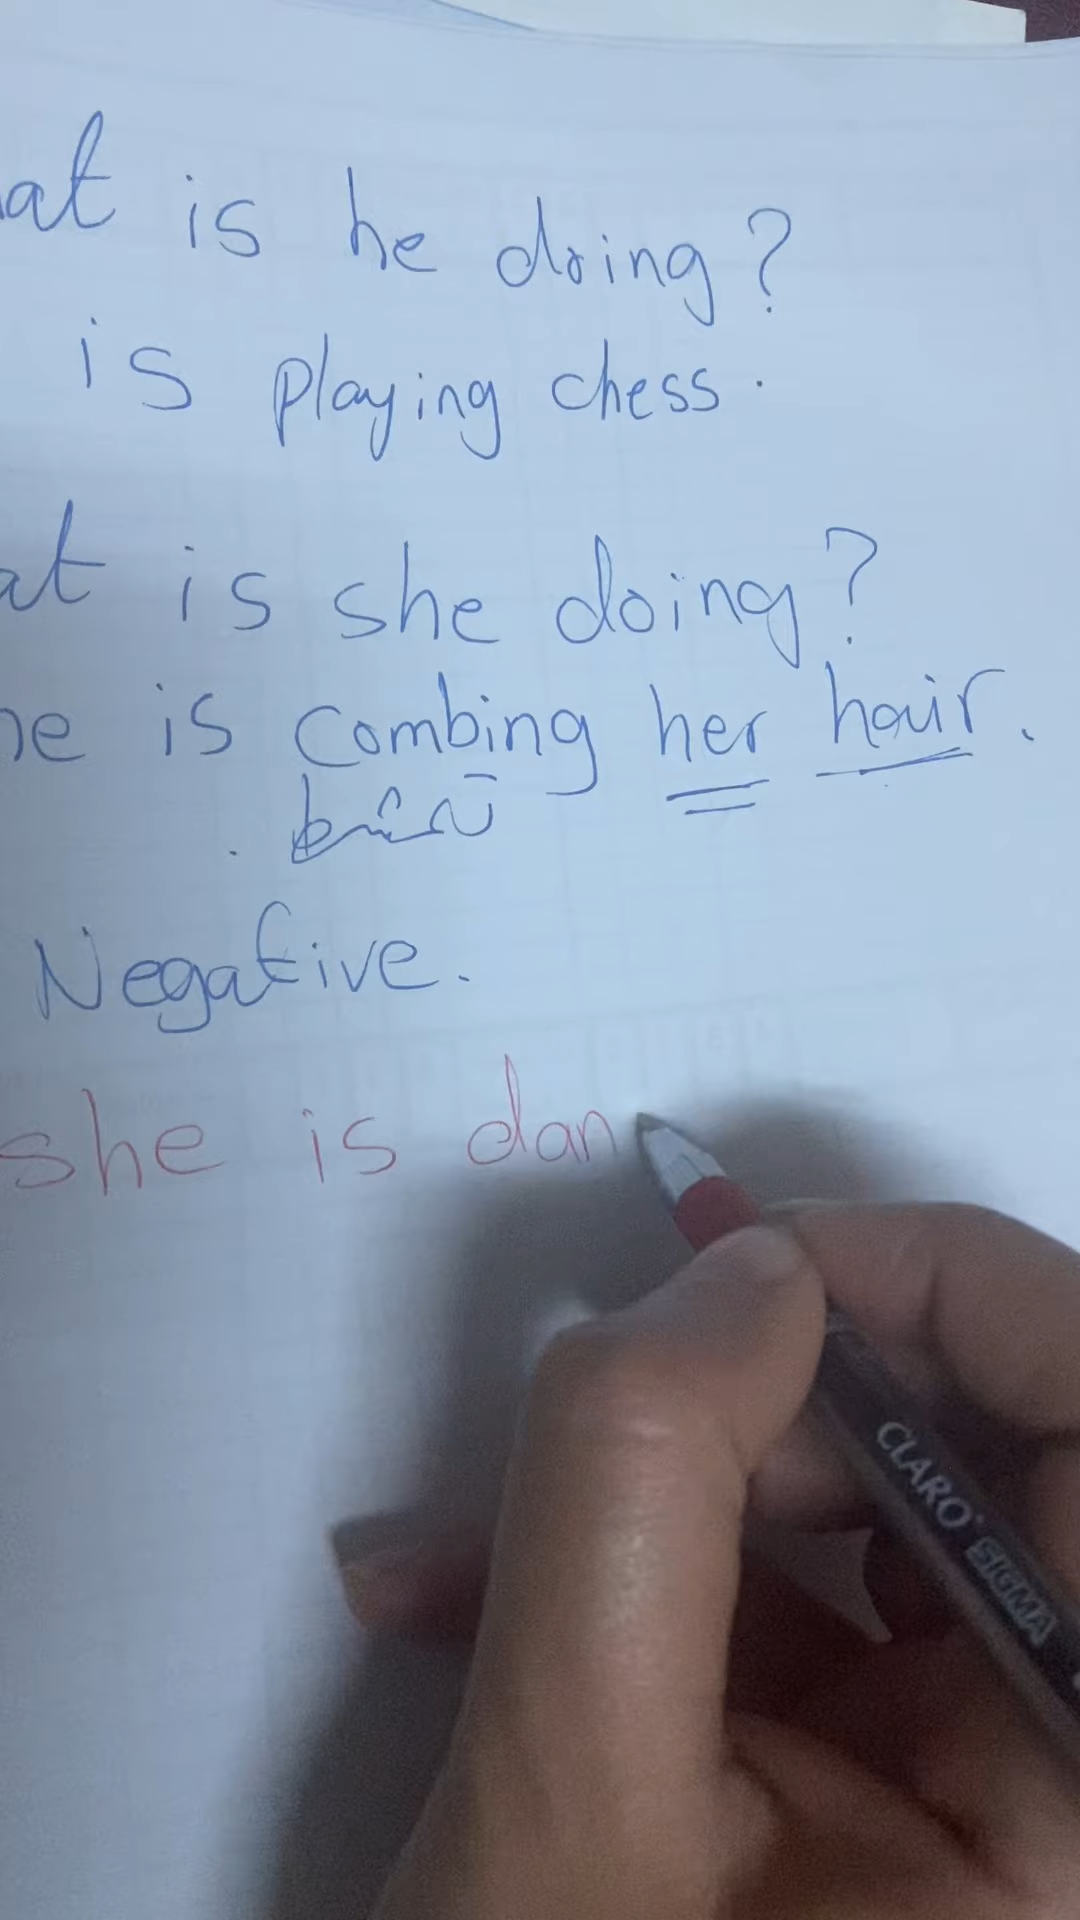 at is he doing?
is playing chess.
at is she doing?
he is combing her hair.
Negative.
she is dan
CLARO SIGMA